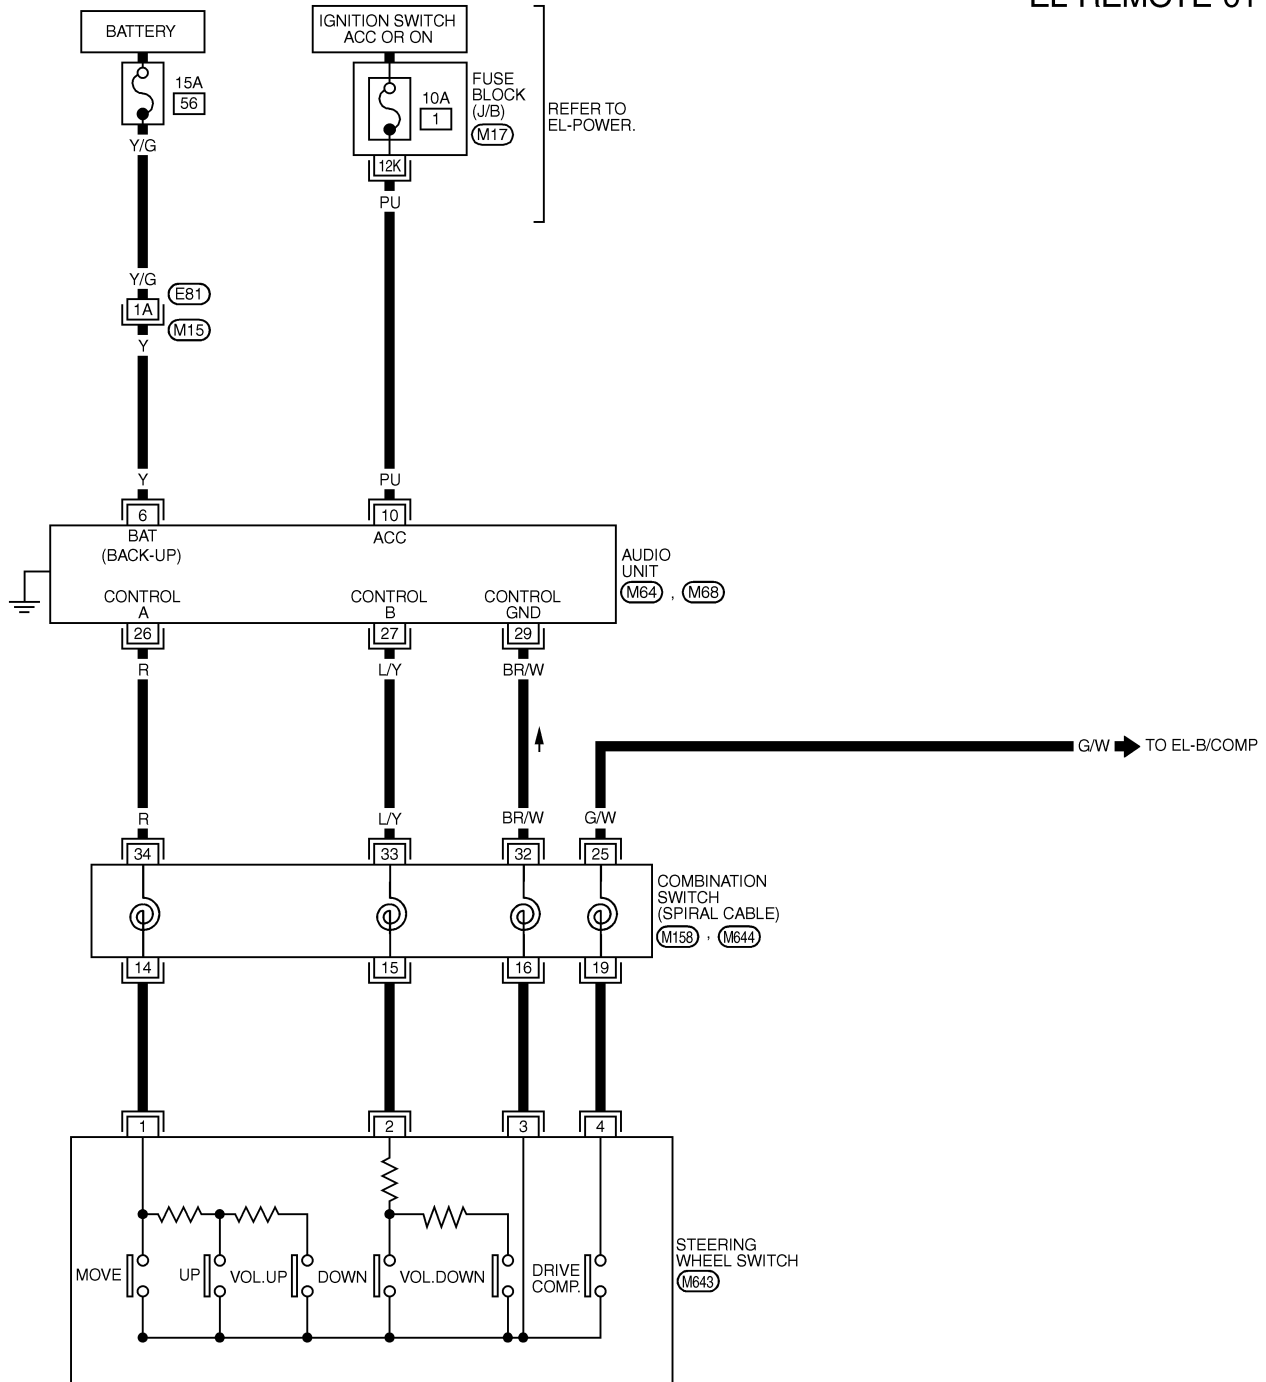 BATTERY
15A
56
Y/G
Y/G
E81
1A
M15
Y
Y
IGNITION SWITCH
ACC OR ON
10A
1
FUSE
BLOCK
(J/B)
M17
12K
PU
PU
REFER TO
EL-POWER.
6
BAT
(BACK-UP)
10
ACC
AUDIO
UNIT
M64 , M68
CONTROL
A
CONTROL
B
CONTROL
GND
26
27
29
R
L/Y
BR/W
G/W
TO EL-B/COMP
R
L/Y
BR/W
G/W
34
33
32
25
COMBINATION
SWITCH
(SPIRAL CABLE)
M158 , M644
14
15
16
19
1
2
3
4
MOVE
UP
VOL.UP
DOWN
VOL.DOWN
DRIVE
COMP.
STEERING
WHEEL SWITCH
M643